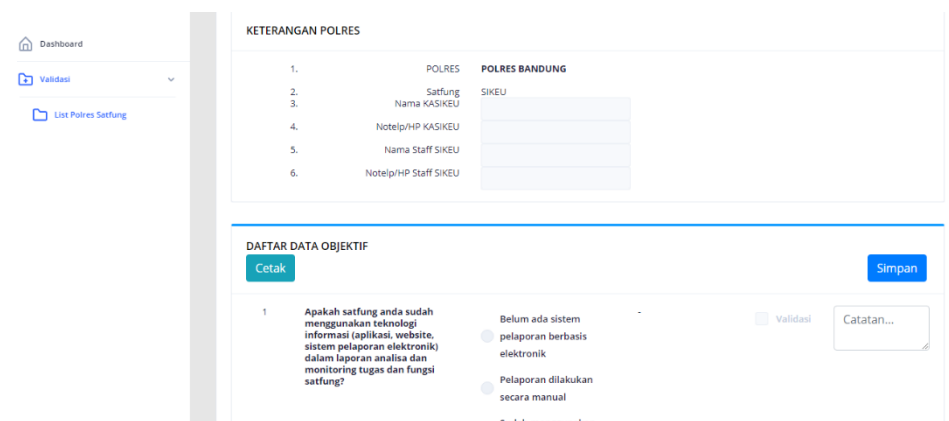 Dashboard
Validasi
List Polres Satfung
KETERANGAN POLRES
1. POLRES POLRES BANDUNG
2. Satfung SIKEU
3. Nama KASIKEU
4. Notelp/HP KASIKEU
5. Nama Staff SIKEU
6. Notelp/HP Staff SIKEU
DAFTAR DATA OBJEKTIF
Cetak
Simpan
1
Apakah satfung anda sudah
menggunakan teknologi
informasi (aplikasi, website,
sistem pelaporan elektronik)
dalam laporan analisa dan
monitoring tugas dan fungsi
satfung?
Belum ada sistem
pelaporan berbasis
elektronik
Pelaporan dilakukan
secara manual
-
Validasi
Catatan...